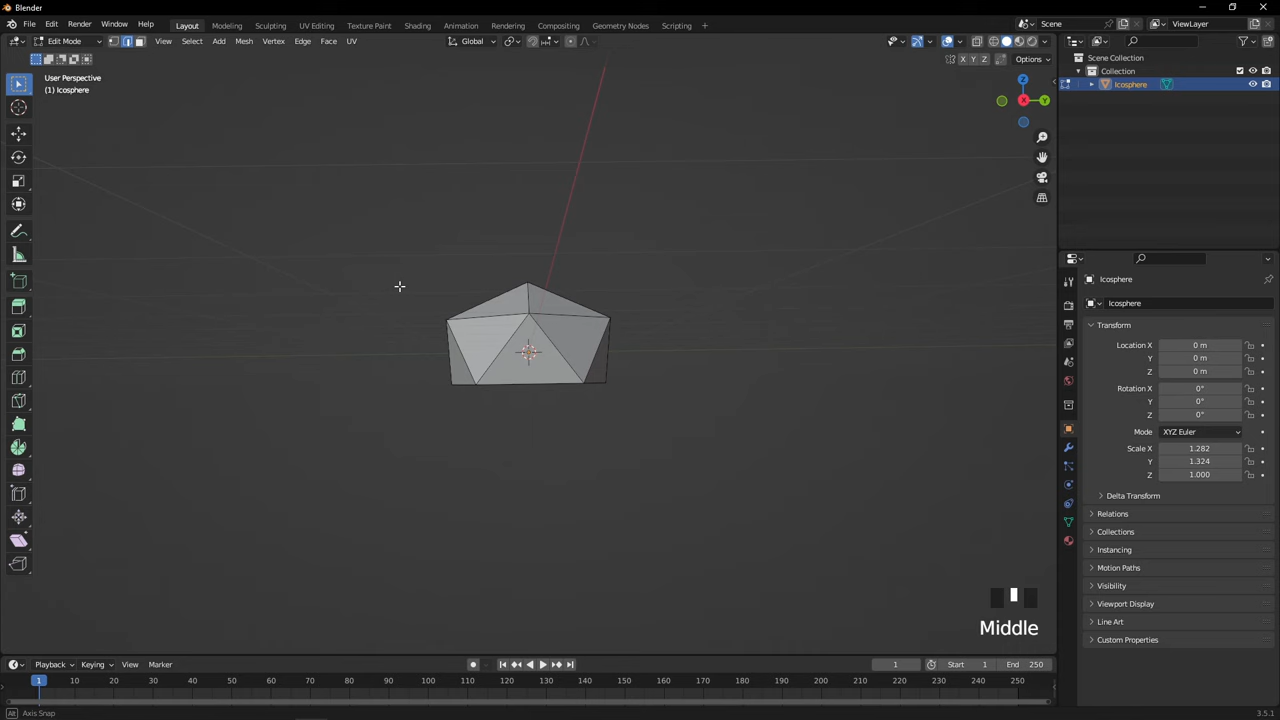 Blender
File Edit Render Window Help Layout Modeling Sculpting UV Editing Texture Paint Shading Animation Rendering Compositing Geometry Nodes Scripting + Scene ViewLayer
Edit Mode View Select Add Mesh Vertex Edge Face UV Global
X Y Z Options
User Perspective
(1) Icosphere
Z
Y
Scene Collection
Collection
Icosphere
Icosphere
Icosphere
Transform
Location X 0 m
Y 0 m
Z 0 m
Rotation X 0°
Y 0°
Z 0°
Mode XYZ Euler
Scale X 1.282
Y 1.324
Z 1.000
Delta Transform
Relations
Collections
Instancing
Motion Paths
Visibility
Viewport Display
Line Art
Custom Properties
Middle
Playback Keying View Marker 1 Start 1 End 250
1 10 20 30 40 50 60 70 80 90 100 110 120 130 140 150 160 170 180 190 200 210 220 230 240 250
Alt Axis Snap 3.5.1